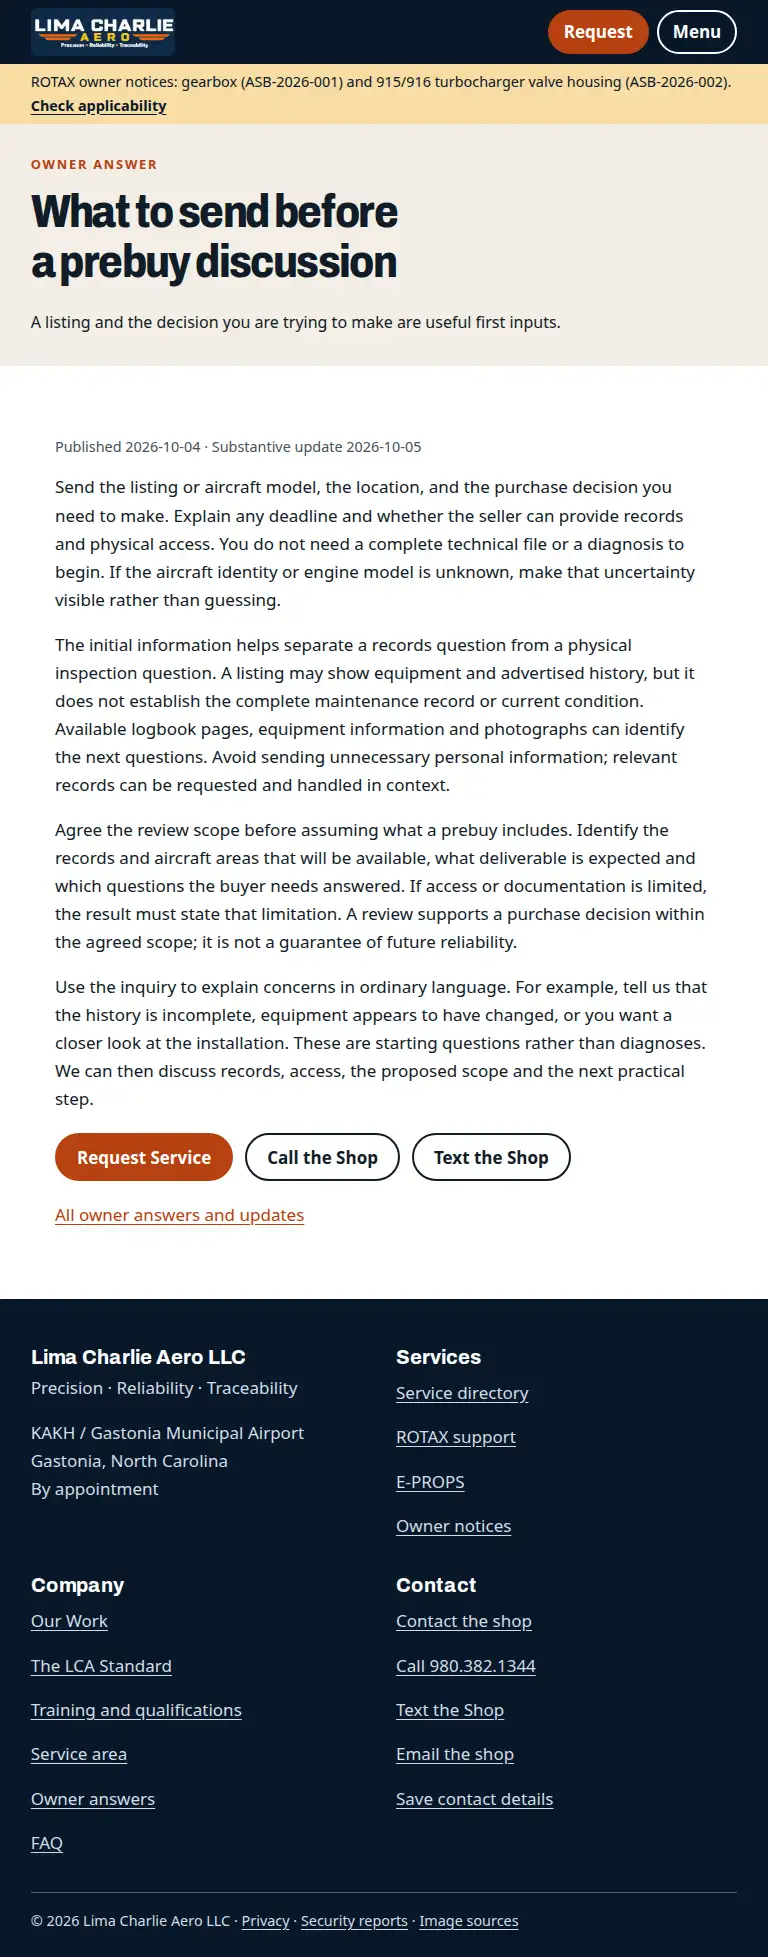 LIMA CHARLIE
AERO
Precision • Reliability • Traceability
Request
Menu
ROTAX owner notices: gearbox (ASB-2026-001) and 915/916 turbocharger valve housing (ASB-2026-002).
Check applicability
OWNER ANSWER
What to send before
a prebuy discussion
A listing and the decision you are trying to make are useful first inputs.
Published 2026-10-04 · Substantive update 2026-10-05
Send the listing or aircraft model, the location, and the purchase decision you
need to make. Explain any deadline and whether the seller can provide records
and physical access. You do not need a complete technical file or a diagnosis to
begin. If the aircraft identity or engine model is unknown, make that uncertainty
visible rather than guessing.
The initial information helps separate a records question from a physical
inspection question. A listing may show equipment and advertised history, but it
does not establish the complete maintenance record or current condition.
Available logbook pages, equipment information and photographs can identify
the next questions. Avoid sending unnecessary personal information; relevant
records can be requested and handled in context.
Agree the review scope before assuming what a prebuy includes. Identify the
records and aircraft areas that will be available, what deliverable is expected and
which questions the buyer needs answered. If access or documentation is limited,
the result must state that limitation. A review supports a purchase decision within
the agreed scope; it is not a guarantee of future reliability.
Use the inquiry to explain concerns in ordinary language. For example, tell us that
the history is incomplete, equipment appears to have changed, or you want a
closer look at the installation. These are starting questions rather than diagnoses.
We can then discuss records, access, the proposed scope and the next practical
step.
Request Service
Call the Shop
Text the Shop
All owner answers and updates
Lima Charlie Aero LLC
Precision · Reliability · Traceability
KAKH / Gastonia Municipal Airport
Gastonia, North Carolina
By appointment
Services
Service directory
ROTAX support
E-PROPS
Owner notices
Company
Our Work
The LCA Standard
Training and qualifications
Service area
Owner answers
FAQ
Contact
Contact the shop
Call 980.382.1344
Text the Shop
Email the shop
Save contact details
© 2026 Lima Charlie Aero LLC · Privacy · Security reports · Image sources